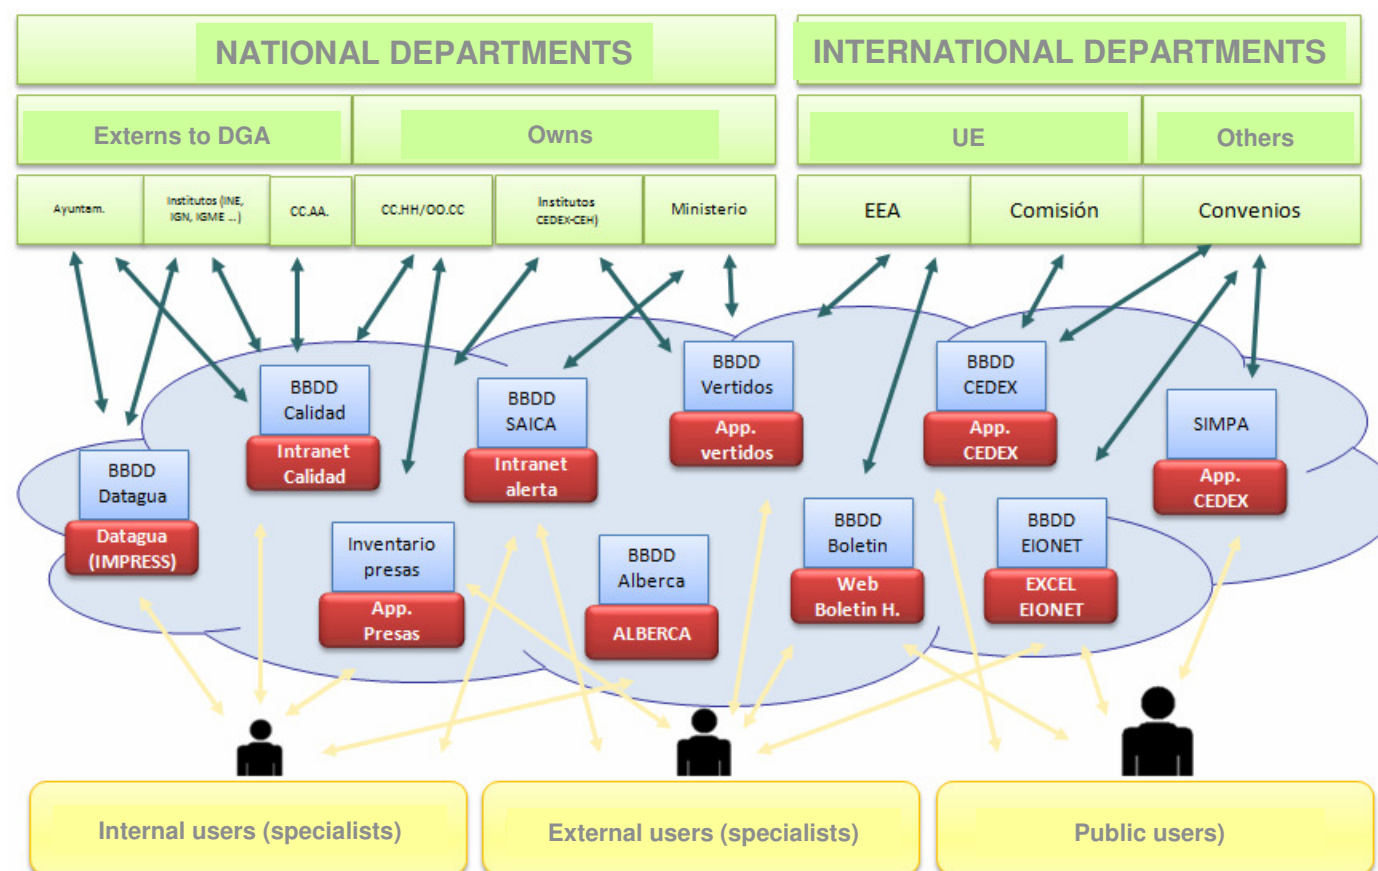 NATIONAL DEPARTMENTS
INTERNATIONAL DEPARTMENTS
Externs to DGA
Owns
UE
Others
Ayuntam.
Institutos (INE,
IGN, IGME ...)
CC.AA.
CC.HH/OO.CC
Institutos
CEDEX-CEH)
Ministerio
EEA
Comisión
Convenios
BBDD
Calidad
Intranet
Calidad
BBDD
SAICA
Intranet
alerta
BBDD
Vertidos
App.
vertidos
BBDD
CEDEX
App.
CEDEX
SIMPA
App.
CEDEX
BBDD
Datagua
Datagua
(IMPRESS)
Inventario
presas
App.
Presas
BBDD
Alberca
ALBERCA
BBDD
Boletin
Web
Boletin H.
BBDD
EIONET
EXCEL
EIONET
Internal users (specialists)
External users (specialists)
Public users)